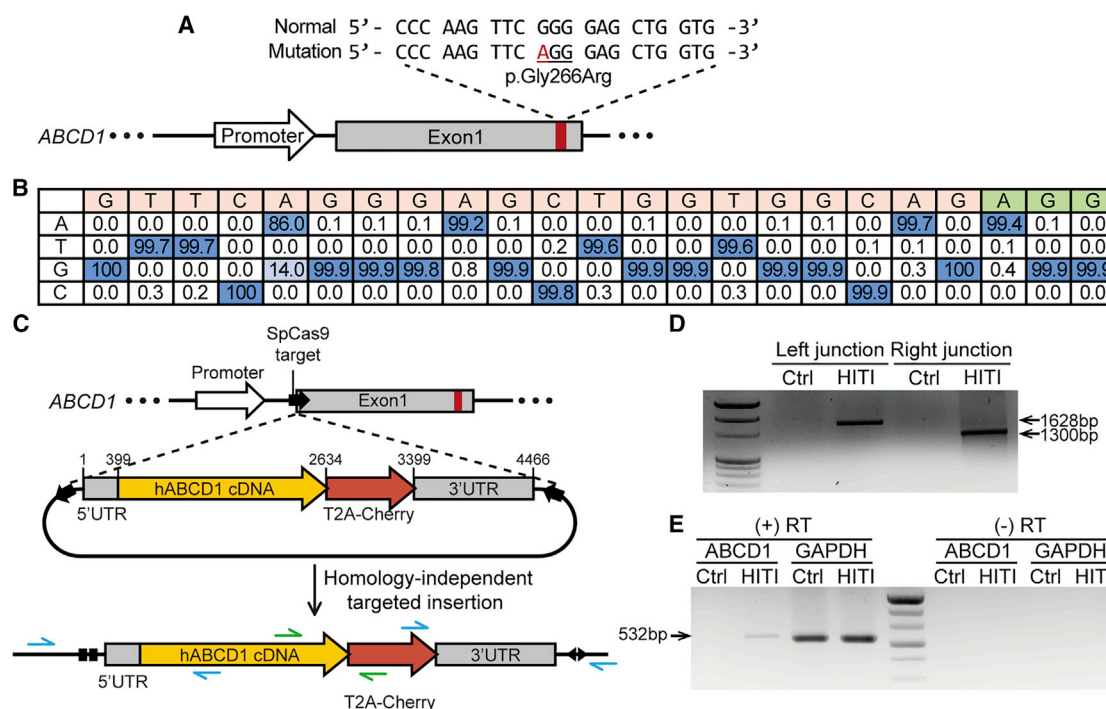 A
Normal 5’- CCC AAG TTC GGG GAG CTG GTG -3’
Mutation 5’- CCC AAG TTC AGG GAG CTG GTG -3’
p.Gly266Arg
ABCD1 ••• Promoter Exon1 •••
B
G T T C A G G G A G C T G G T G G C A G A G G
A 0.0 0.0 0.0 0.0 86.0 0.1 0.1 0.1 99.2 0.1 0.0 0.0 0.1 0.1 0.0 0.1 0.1 0.0 99.7 0.0 99.4 0.1 0.0
T 0.0 99.7 99.7 0.0 0.0 0.0 0.0 0.0 0.0 0.0 0.2 99.6 0.0 0.0 99.6 0.0 0.0 0.1 0.1 0.0 0.1 0.0 0.0
G 100 0.0 0.0 0.0 14.0 99.9 99.9 99.8 0.8 99.9 0.0 0.0 99.9 99.9 0.0 99.9 99.9 0.0 0.3 100 0.4 99.9 99.9
C 0.0 0.3 0.2 100 0.0 0.0 0.0 0.0 0.0 0.0 99.8 0.3 0.0 0.0 0.3 0.0 0.0 99.9 0.0 0.0 0.0 0.0 0.0
C
SpCas9
target
Promoter
ABCD1 ••• Exon1 •••
1 399 2634 3399 4466
hABCD1 cDNA 3’UTR
5’UTR T2A-Cherry
Homology-independent
targeted insertion
hABCD1 cDNA 3’UTR
5’UTR
T2A-Cherry
D
Left junction Right junction
Ctrl HITI Ctrl HITI
1628bp
1300bp
E
(+) RT (-) RT
ABCD1 GAPDH ABCD1 GAPDH
Ctrl HITI Ctrl HITI Ctrl HITI Ctrl HITI
532bp